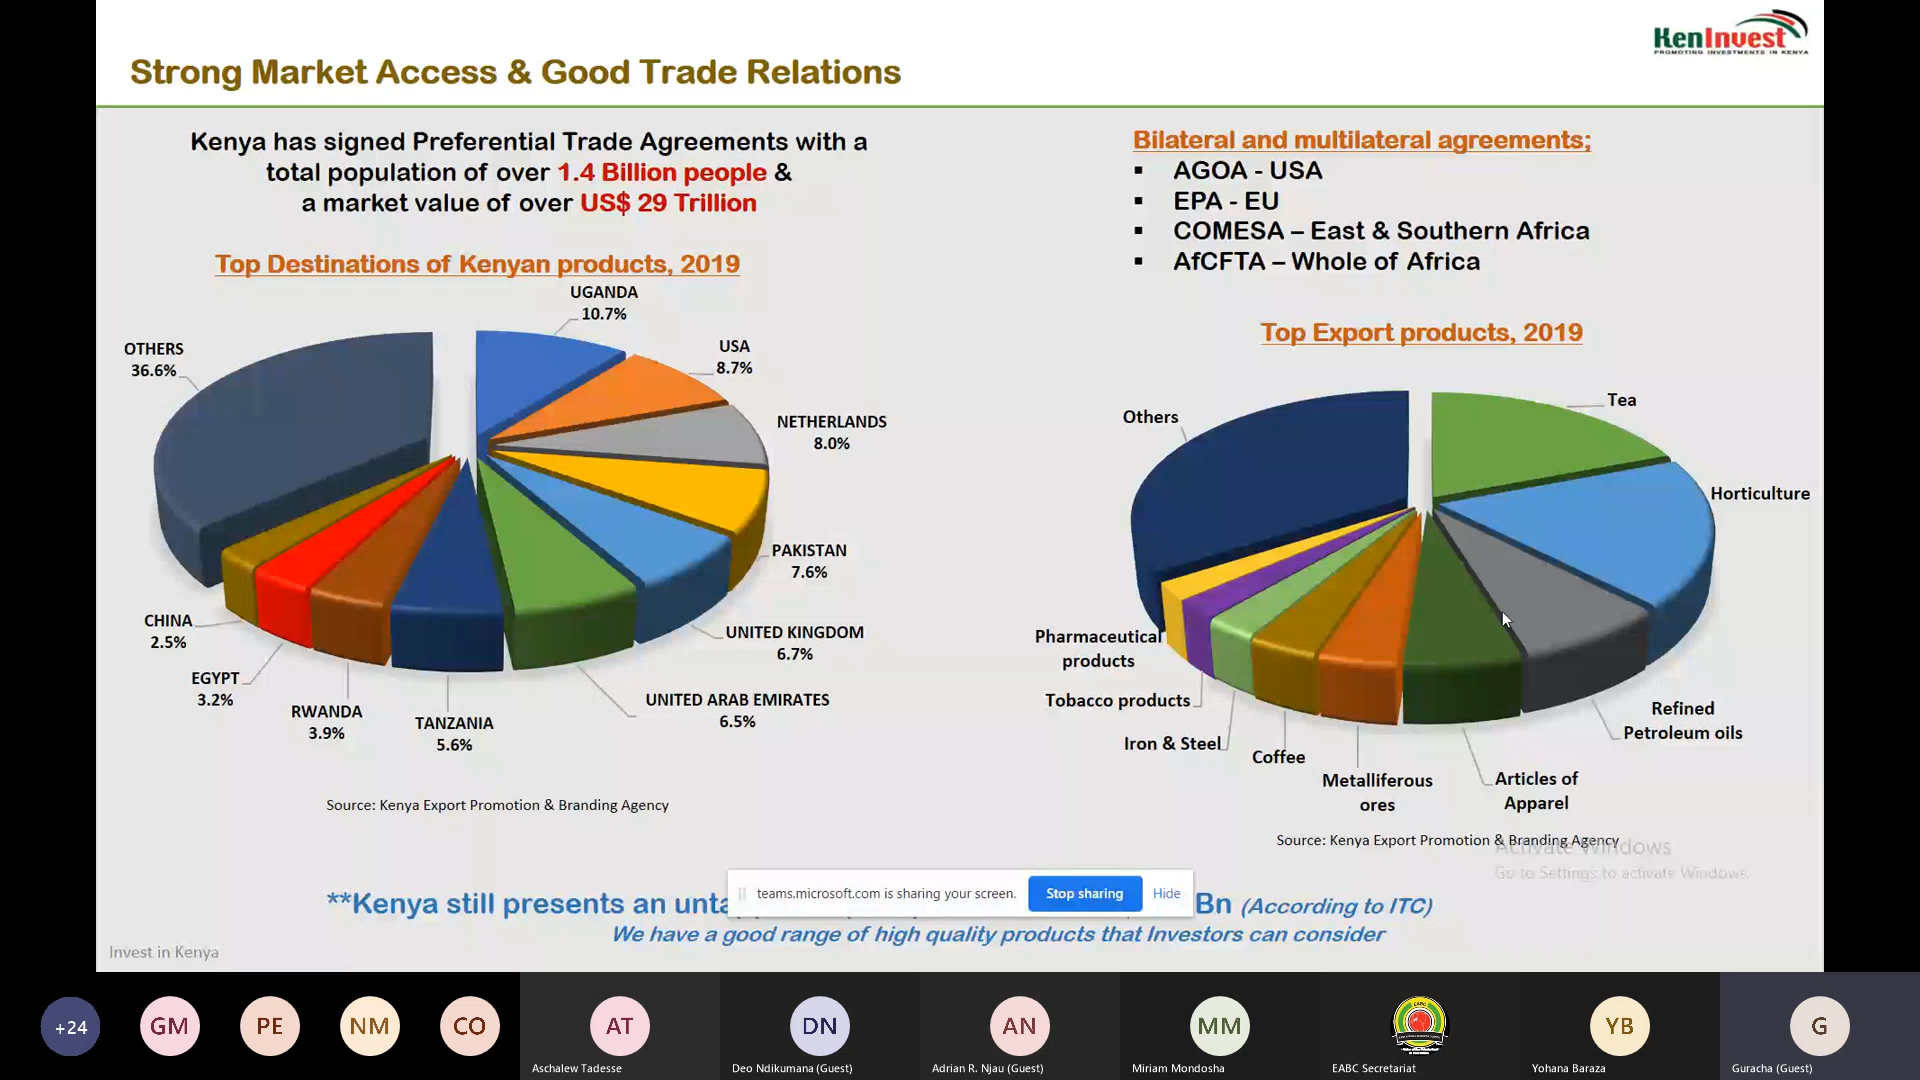 KenInvest
PROMOTING INVESTMENTS IN KENYA
Strong Market Access & Good Trade Relations
Kenya has signed Preferential Trade Agreements with a
total population of over 1.4 Billion people &
a market value of over US$ 29 Trillion
Top Destinations of Kenyan products, 2019
UGANDA
10.7%
USA
8.7%
NETHERLANDS
8.0%
PAKISTAN
7.6%
UNITED KINGDOM
6.7%
UNITED ARAB EMIRATES
6.5%
TANZANIA
5.6%
RWANDA
3.9%
EGYPT
3.2%
CHINA
2.5%
OTHERS
36.6%
Source: Kenya Export Promotion & Branding Agency
Bilateral and multilateral agreements;
▪ AGOA - USA
▪ EPA - EU
▪ COMESA – East & Southern Africa
▪ AfCFTA – Whole of Africa
Top Export products, 2019
Tea
Horticulture
Refined
Petroleum oils
Articles of
Apparel
Metalliferous
ores
Coffee
Iron & Steel
Tobacco products
Pharmaceutical
products
Others
Source: Kenya Export Promotion & Branding Agency
Activate Windows
Go to Settings to activate Windows.
**Kenya still presents an Bn (According to ITC)
teams.microsoft.com is sharing your screen.
Stop sharing
Hide
We have a good range of high quality products that Investors can consider
Invest in Kenya
+24
GM
PE
NM
CO
AT
Aschalew Tadesse
DN
Deo Ndikumana (Guest)
AN
Adrian R. Njau (Guest)
MM
Miriam Mondosha
EABC Secretariat
YB
Yohana Baraza
G
Guracha (Guest)